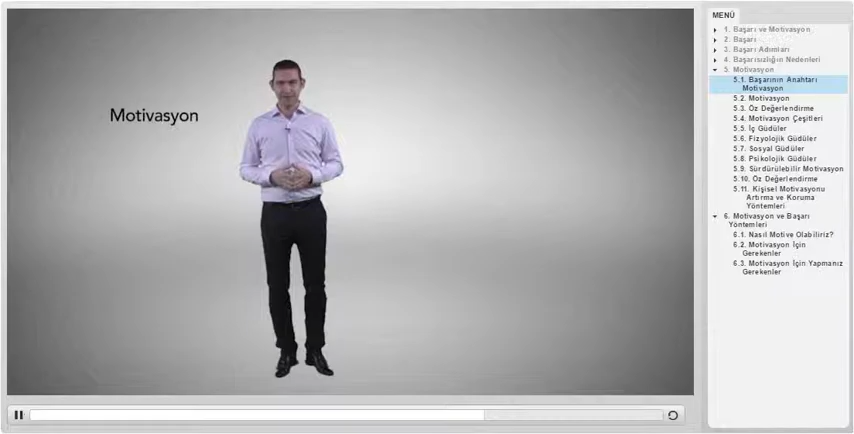 Motivasyon
MENÜ
1. Başarı ve Motivasyon
2. Başarı
3. Başarı Adımları
4. Başarısızlığın Nedenleri
5. Motivasyon
5.1. Başarının Anahtarı
Motivasyon
5.2. Motivasyon
5.3. Öz Değerlendirme
5.4. Motivasyon Çeşitleri
5.5. İç Güdüler
5.6. Fizyolojik Güdüler
5.7. Sosyal Güdüler
5.8. Psikolojik Güdüler
5.9. Sürdürülebilir Motivasyon
5.10. Öz Değerlendirme
5.11. Kişisel Motivasyonu
Artırma ve Koruma
Yöntemleri
6. Motivasyon ve Başarı
Yöntemleri
6.1. Nasıl Motive Olabiliriz?
6.2. Motivasyon İçin
Gerekenler
6.3. Motivasyon İçin Yapmanız
Gerekenler